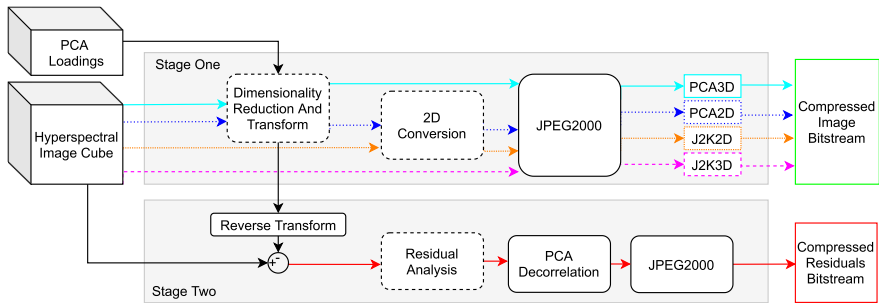 PCA
Loadings
Stage One
Hyperspectral
Image Cube
Dimensionality
Reduction And
Transform
2D
Conversion
JPEG2000
PCA3D
PCA2D
J2K2D
J2K3D
Compressed
Image
Bitstream
Reverse Transform
+
-
Residual
Analysis
PCA
Decorrelation
JPEG2000
Compressed
Residuals
Bitstream
Stage Two